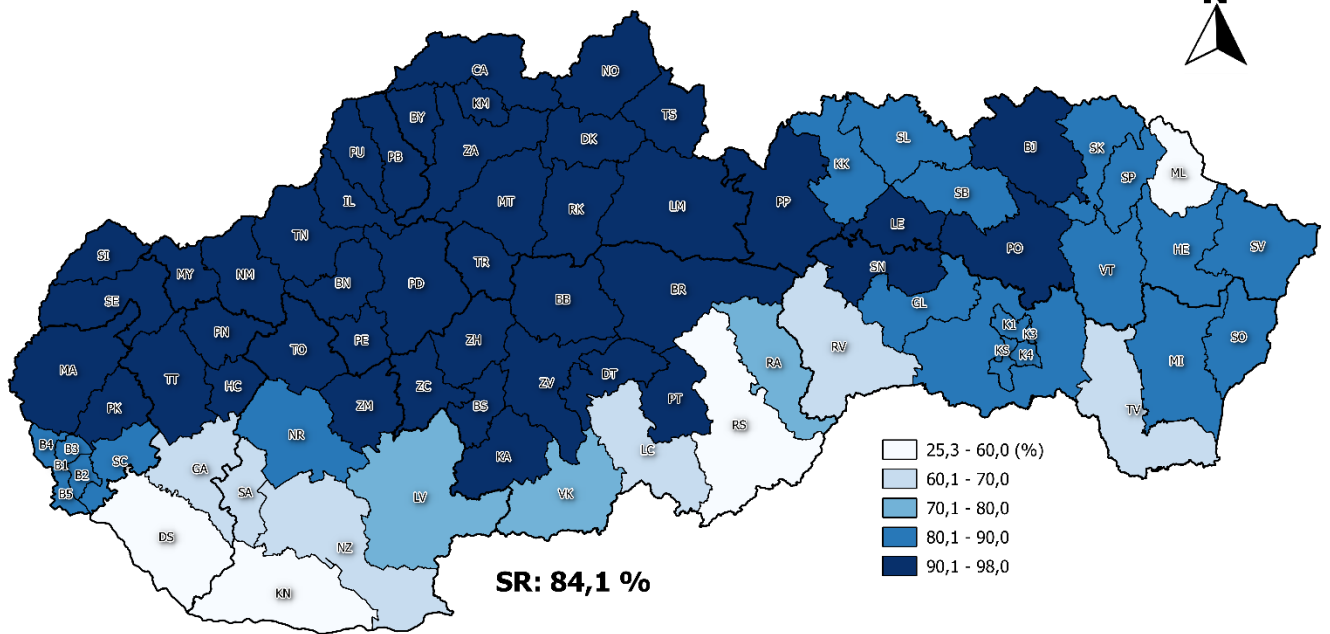 N
CA
NO
KM
TS
BY
DK
PU
PB
ZA
BJ
SL
SK
KK
SP
ML
IL
MT
RK
LM
PP
SB
LE
TN
PO
HE
SV
SI
MY
NM
TR
VT
SN
BN
PD
BR
BB
SE
GL
PN
TO
PE
ZH
RA
RV
K1
K3
KS
K4
SO
MA
TT
HC
ZM
ZC
ZV
DT
PT
MI
PK
BS
RS
TV
NR
B4
B3
B1
B2
B5
SC
GA
SA
LV
KA
VK
LC
DS
NZ
KN
25,3 - 60,0 (%)
60,1 - 70,0
70,1 - 80,0
80,1 - 90,0
90,1 - 98,0
SR: 84,1 %